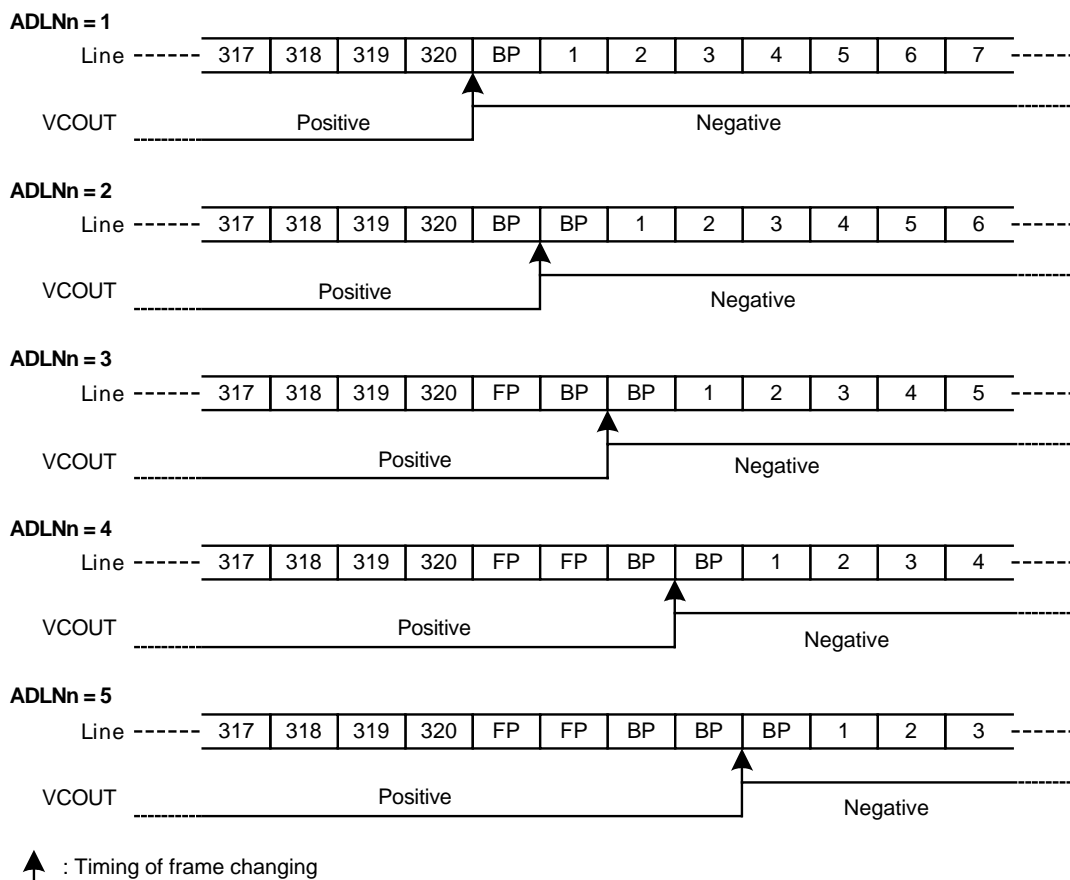 ADLNn = 1
Line 317 318 319 320 BP 1 2 3 4 5 6 7
VCOUT Positive Negative
ADLNn = 2
Line 317 318 319 320 BP BP 1 2 3 4 5 6
VCOUT Positive Negative
ADLNn = 3
Line 317 318 319 320 FP BP BP 1 2 3 4 5
VCOUT Positive Negative
ADLNn = 4
Line 317 318 319 320 FP FP BP BP 1 2 3 4
VCOUT Positive Negative
ADLNn = 5
Line 317 318 319 320 FP FP BP BP BP 1 2 3
VCOUT Positive Negative
: Timing of frame changing